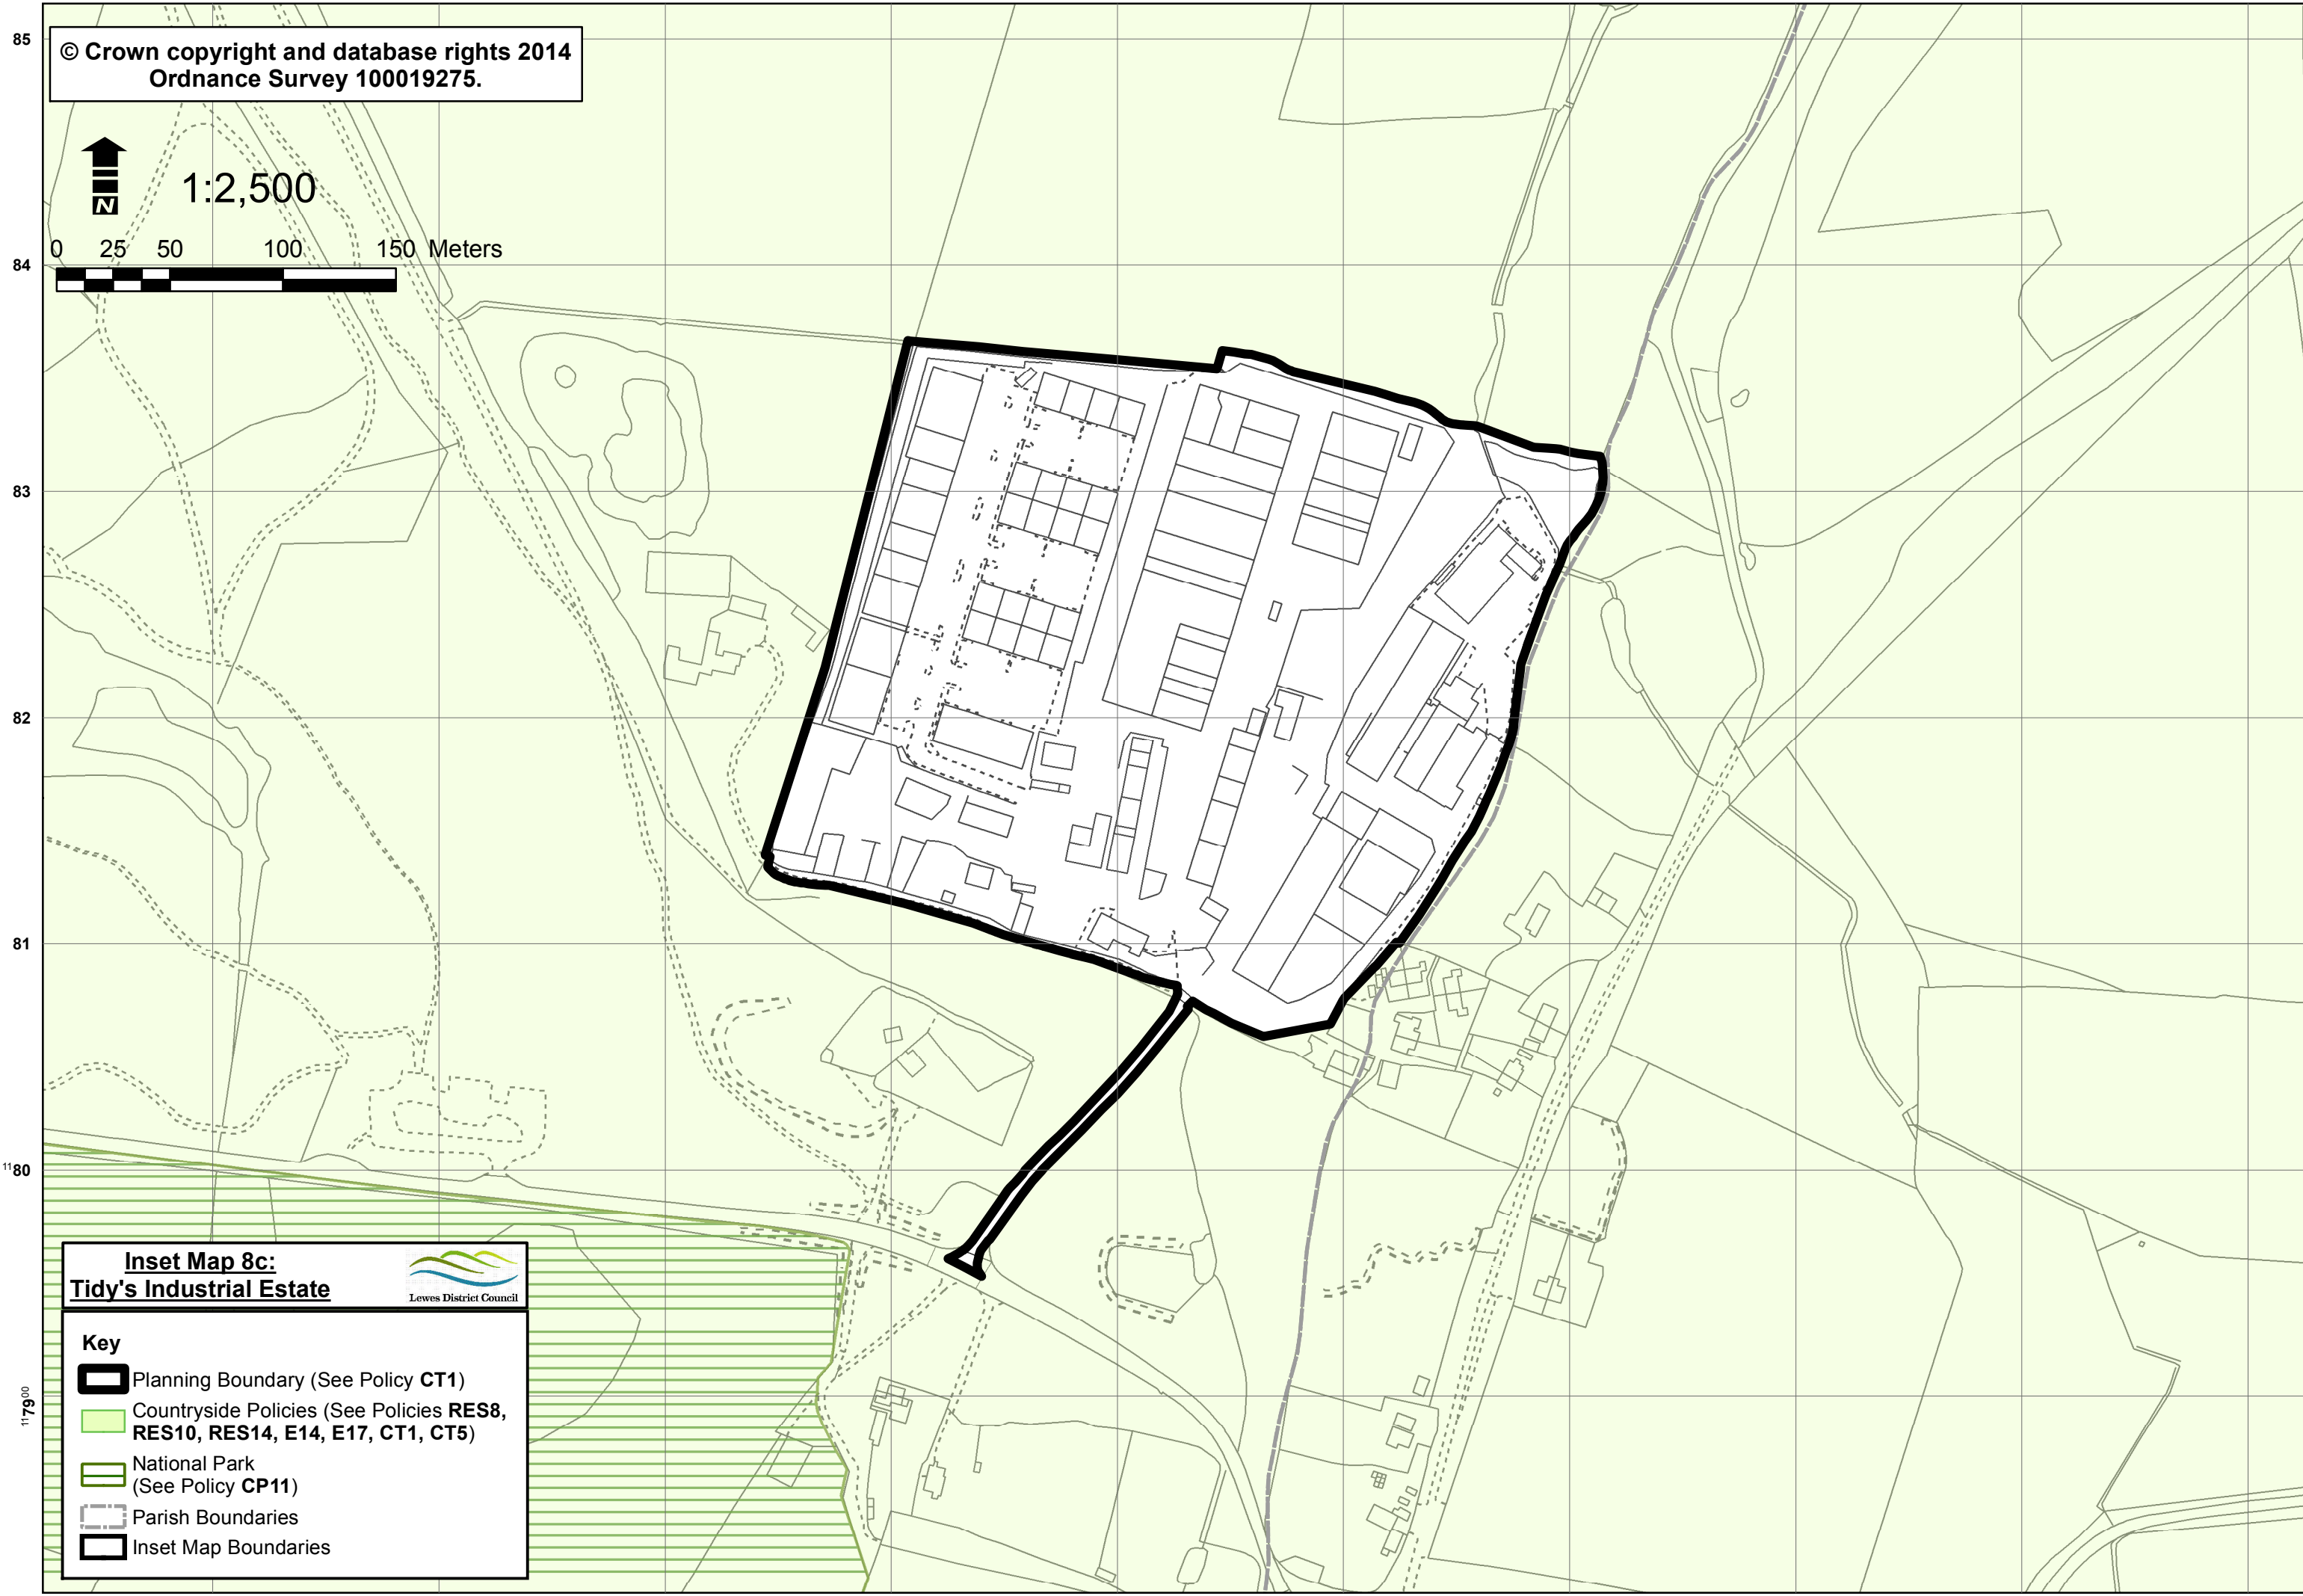 © Crown copyright and database rights 2014
Ordnance Survey 100019275.
N
1:2,500
0 25 50 100 150 Meters
85
84
83
82
81
1180
117900
Inset Map 8c:
Tidy's Industrial Estate
Lewes District Council
Key
Planning Boundary (See Policy CT1)
Countryside Policies (See Policies RES8,
RES10, RES14, E14, E17, CT1, CT5)
National Park
(See Policy CP11)
Parish Boundaries
Inset Map Boundaries